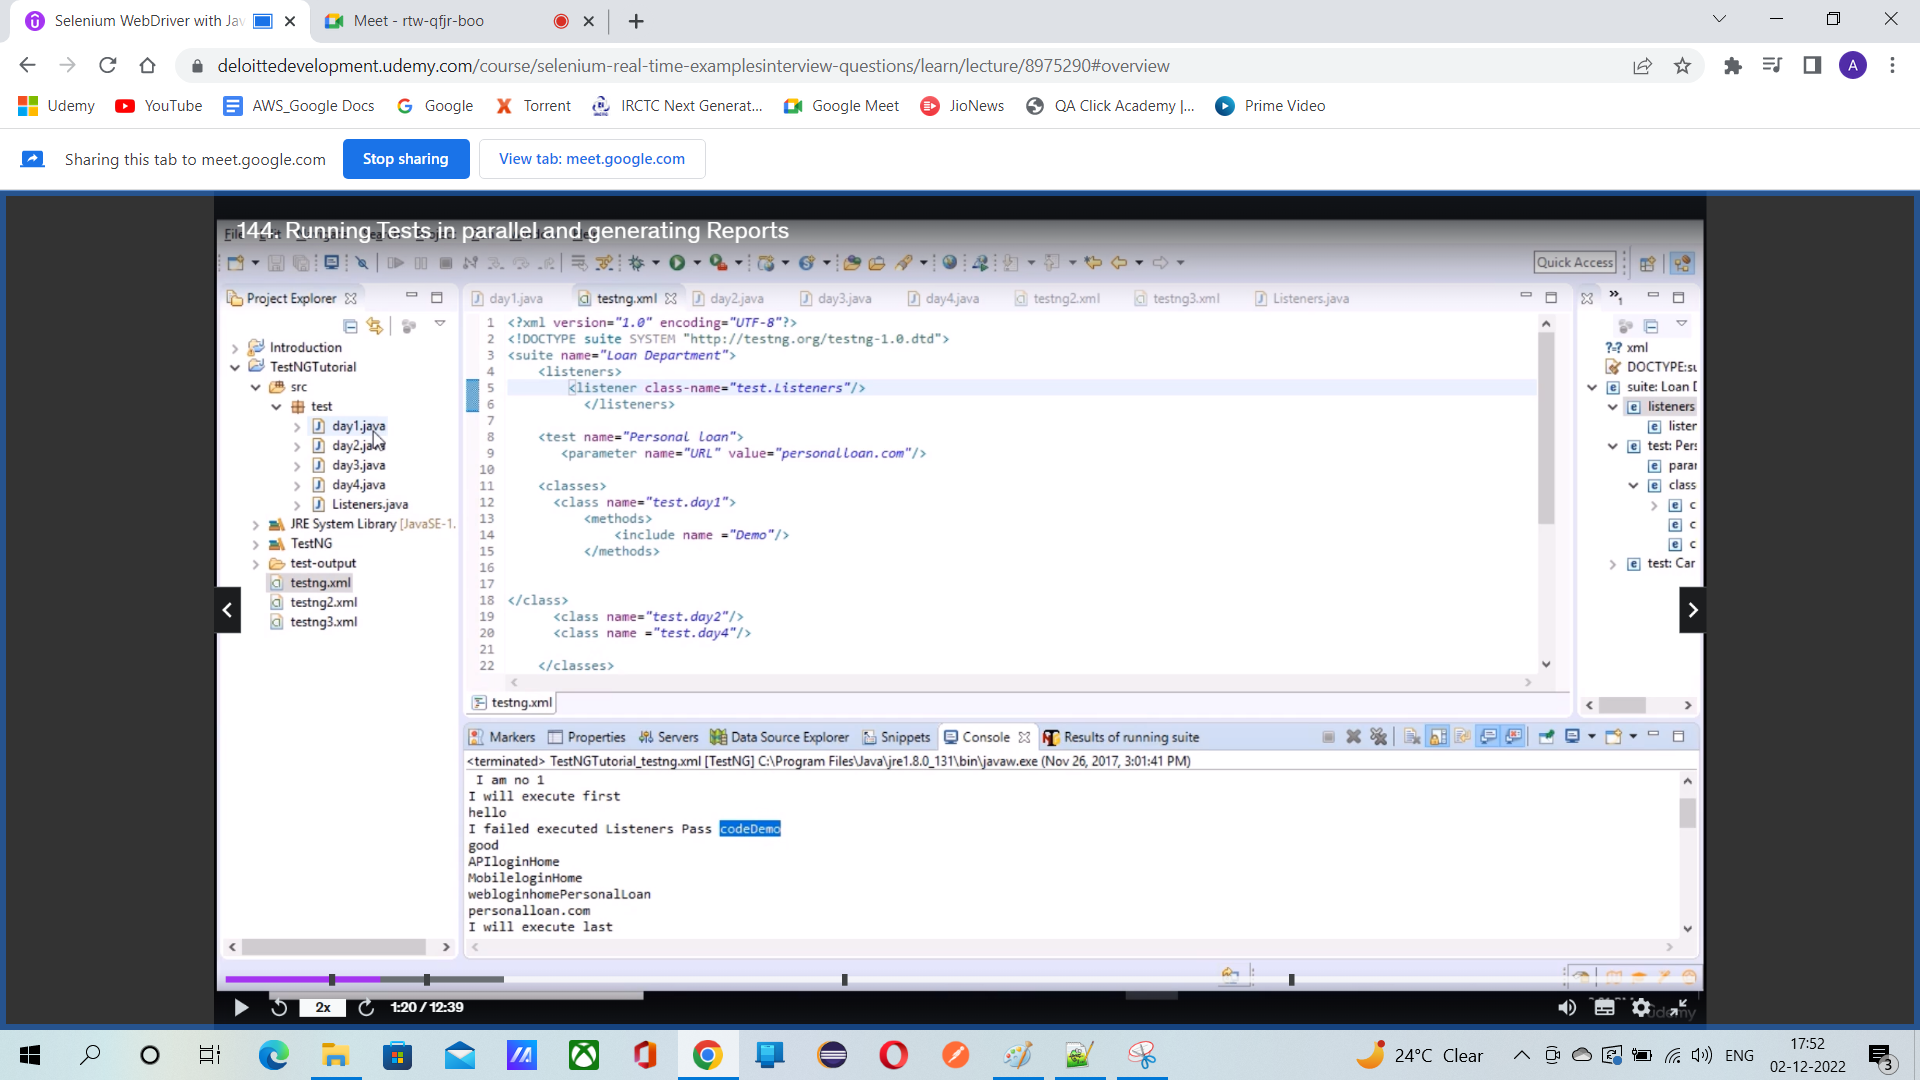 Selenium WebDriver with Jav
Meet - rtw-qfjr-boo
deloittedevelopment.udemy.com/course/selenium-real-time-examplesinterview-questions/learn/lecture/8975290#overview
A
Udemy
YouTube
AWS_Google Docs
Google
Torrent
IRCTC Next Generat...
Google Meet
JioNews
QA Click Academy |...
Prime Video
Sharing this tab to meet.google.com
Stop sharing
View tab: meet.google.com
144. Running Tests in parallel and generating Reports
Quick Access
Project Explorer
day1.java
testng.xml
day2.java
day3.java
day4.java
testng2.xml
testng3.xml
Listeners.java
Introduction
TestNGTutorial
src
test
day1.java
day2.java
day3.java
day4.java
Listeners.java
JRE System Library [JavaSE-1.
TestNG
test-output
testng.xml
testng2.xml
testng3.xml
1 <?xml version="1.0" encoding="UTF-8"?>
2 <!DOCTYPE suite SYSTEM "http://testng.org/testng-1.0.dtd">
3 <suite name="Loan Department">
4 <listeners>
5 <listener class-name="test.Listeners"/>
6 </listeners>
7
8 <test name="Personal loan">
9 <parameter name="URL" value="personalloan.com"/>
10
11 <classes>
12 <class name="test.day1">
13 <methods>
14 <include name ="Demo"/>
15 </methods>
16
17
18 </class>
19 <class name="test.day2"/>
20 <class name ="test.day4"/>
21
22 </classes>
testng.xml
?=? xml
DOCTYPE:su
suite: Loan D
listeners
listen
test: Pers
parar
class
c
c
c
test: Car
Markers
Properties
Servers
Data Source Explorer
Snippets
Console
Results of running suite
<terminated> TestNGTutorial_testng.xml [TestNG] C:\Program Files\Java\jre1.8.0_131\bin\javaw.exe (Nov 26, 2017, 3:01:41 PM)
I am no 1
I will execute first
hello
I failed executed Listeners Pass codeDemo
good
APIloginHome
MobileloginHome
webloginhomePersonalLoan
personalloan.com
I will execute last
2x
1:20 / 12:39
udemy
24°C Clear
ENG
17:52
02-12-2022
3